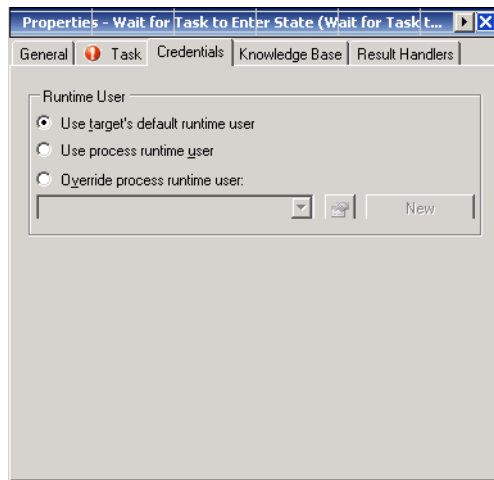 Properties - Wait for Task to Enter State (Wait for Task t...
General Task Credentials Knowledge Base Result Handlers
Runtime User
Use target's default runtime user
Use process runtime user
Override process runtime user:
New